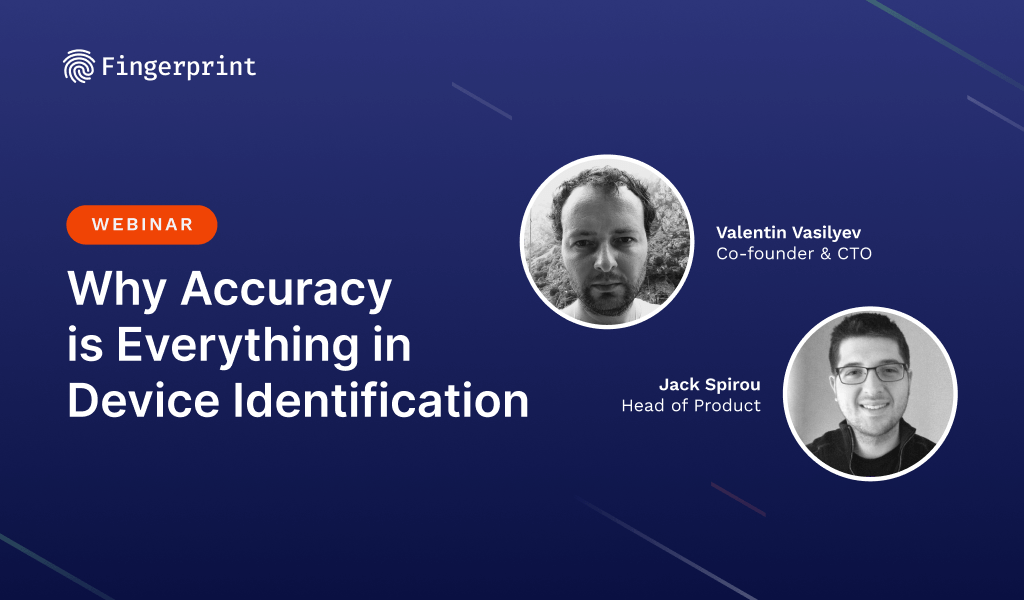 Fingerprint
WEBINAR
Why Accuracy
is Everything in
Device Identification
Valentin Vasilyev
Co-founder & CTO
Jack Spirou
Head of Product